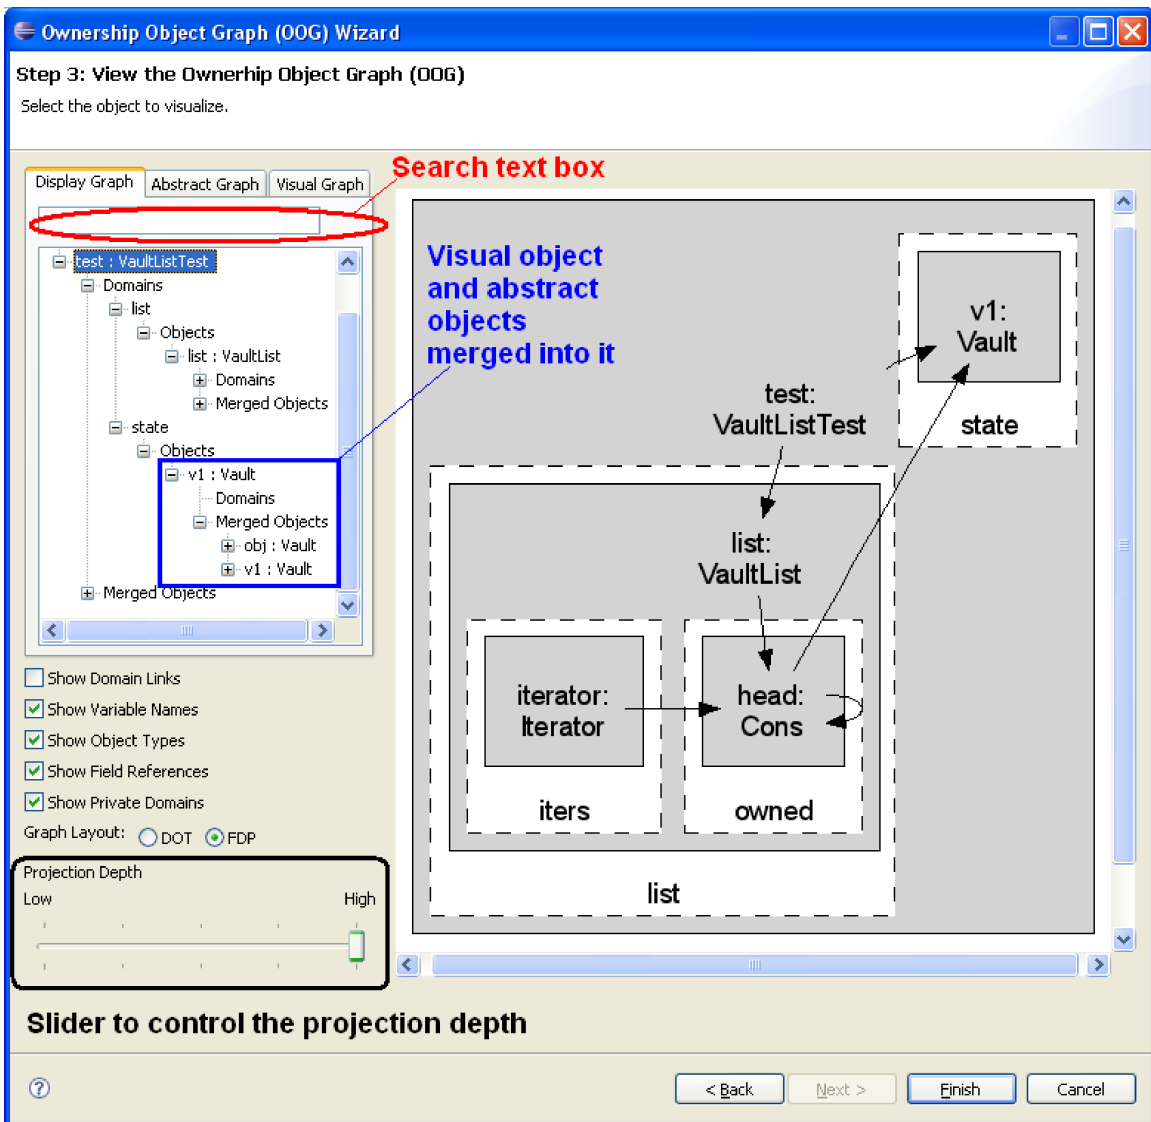 Ownership Object Graph (OOG) Wizard
Step 3: View the Ownerhip Object Graph (OOG)
Select the object to visualize.
Search text box
Display Graph
Abstract Graph
Visual Graph
test : VaultListTest
Domains
list
Objects
list : VaultList
Domains
Merged Objects
state
Objects
v1 : Vault
Domains
Merged Objects
obj : Vault
v1 : Vault
Merged Objects
Visual object
and abstract
objects
merged into it
v1:
Vault
state
test:
VaultListTest
list:
VaultList
iterator:
Iterator
iters
head:
Cons
owned
list
Show Domain Links
Show Variable Names
Show Object Types
Show Field References
Show Private Domains
Graph Layout: DOT FDP
Projection Depth
Low High
Slider to control the projection depth
? < Back Next > Finish Cancel